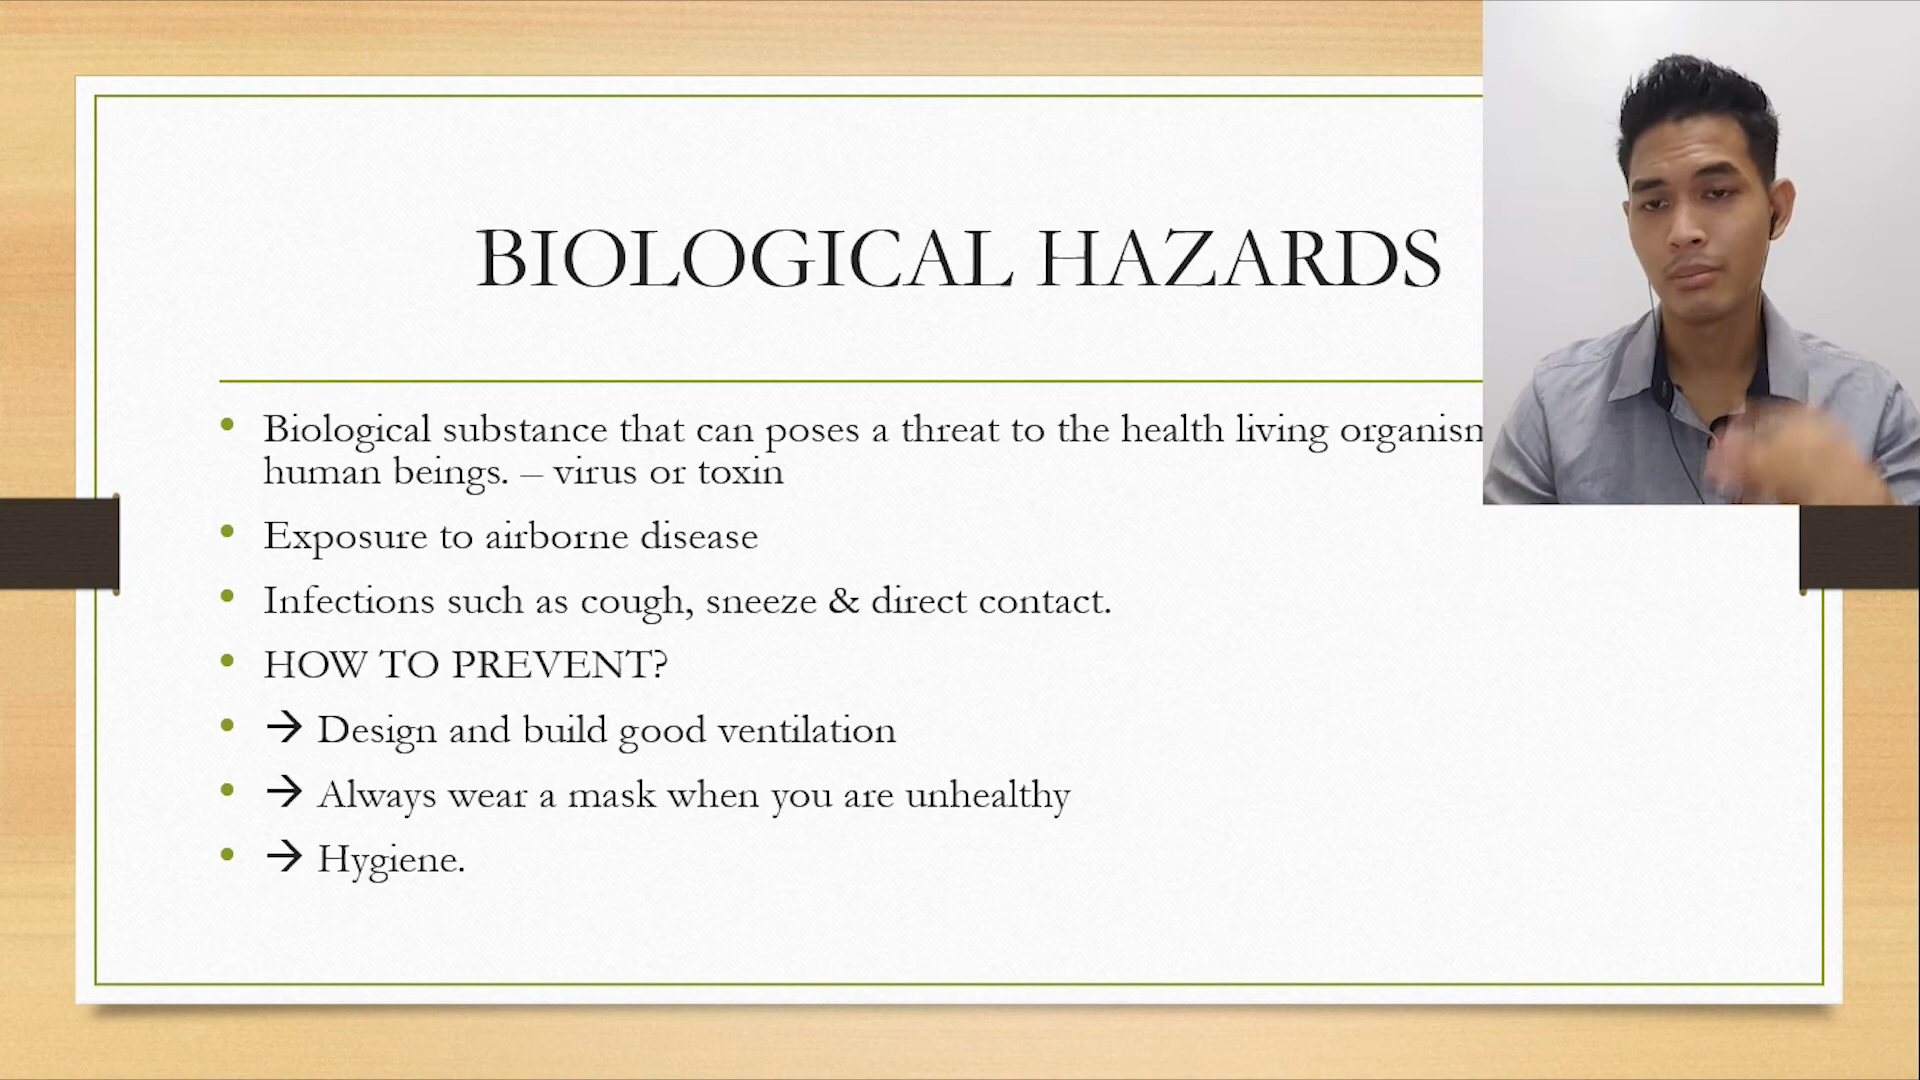 BIOLOGICAL HAZARDS
• Biological substance that can poses a threat to the health living
human beings. – virus or toxin
• Exposure to airborne disease
• Infections such as cough, sneeze & direct contact.
• HOW TO PREVENT?
• → Design and build good ventilation
• → Always wear a mask when you are unhealthy
• → Hygiene.